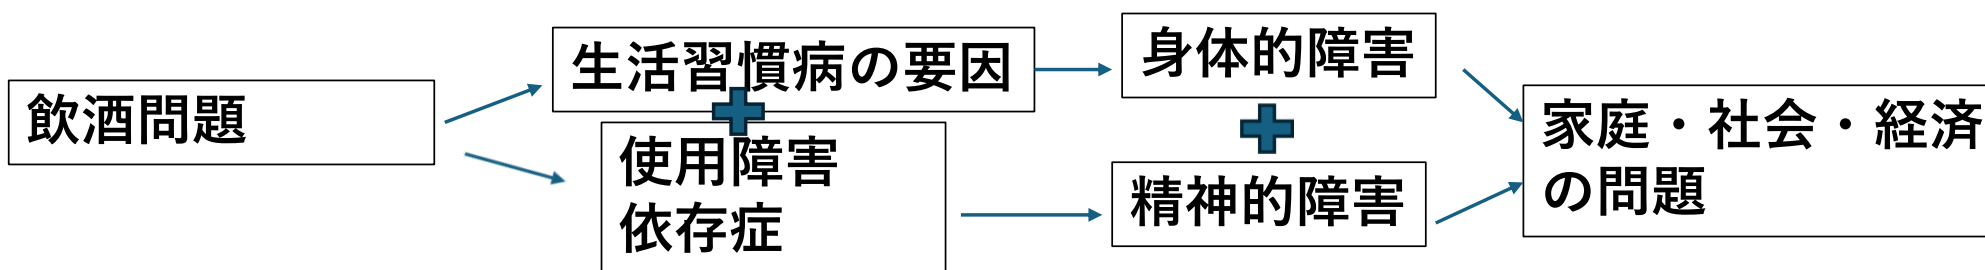 飲酒問題
生活習慣病の要因
使用障害
依存症
身体的障害
精神的障害
家庭・社会・経済
の問題